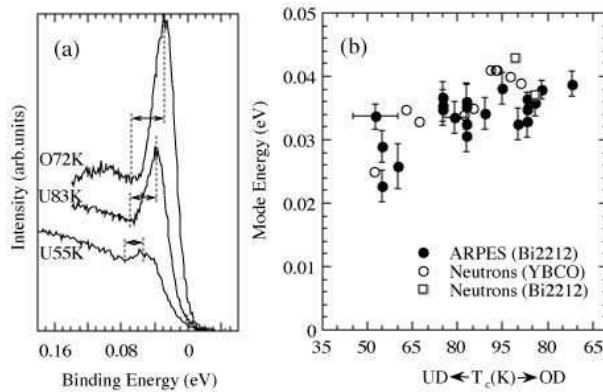 (a)
Intensity (arb.units)
O72K
U83K
U55K
0.16 0.08 0
Binding Energy (eV)
(b)
Mode Energy (eV)
0.05
0.04
0.03
0.02
0.01
0
ARPES (Bi2212)
Neutrons (YBCO)
Neutrons (Bi2212)
35 65 80 95 80 65
UD Tc(K) OD